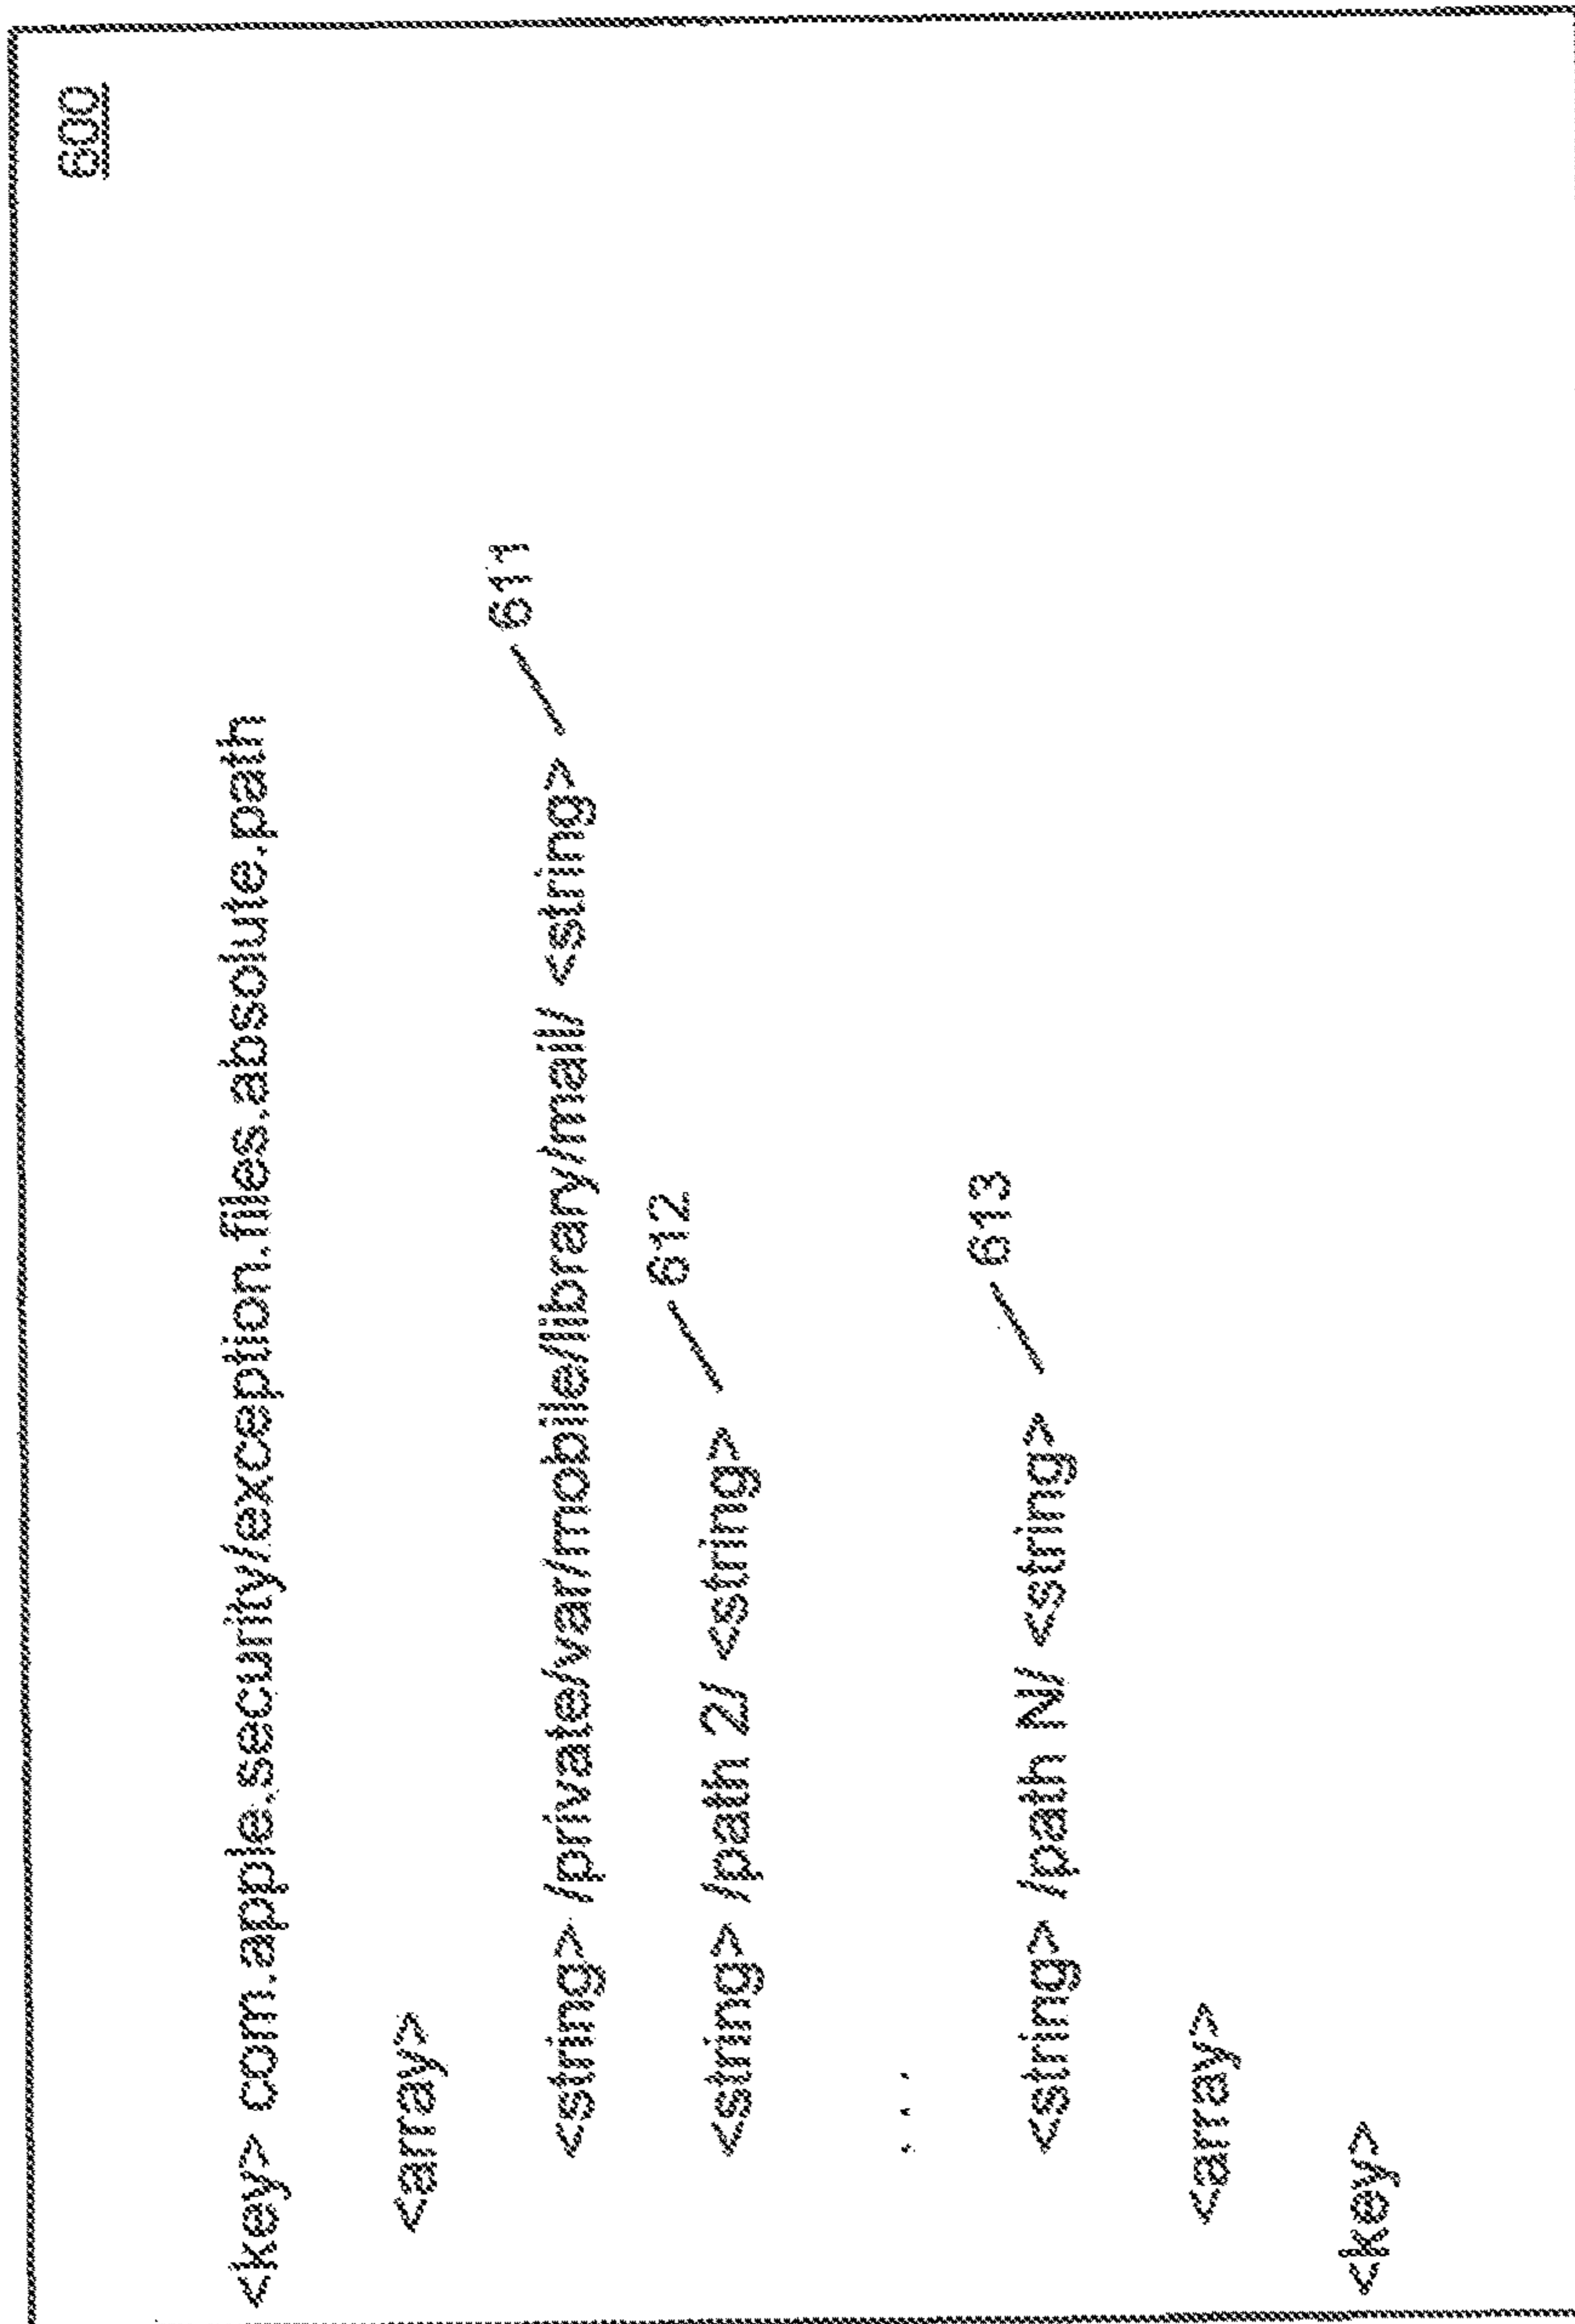 600
<key> com.apple.security/exception.files.absolute.path
<array>
<string> /private/var/mobile/library/mail/ <string> 611
<string> /path 2/ <string> 612
...
<string> /path N/ <string> 613
<array>
<key>